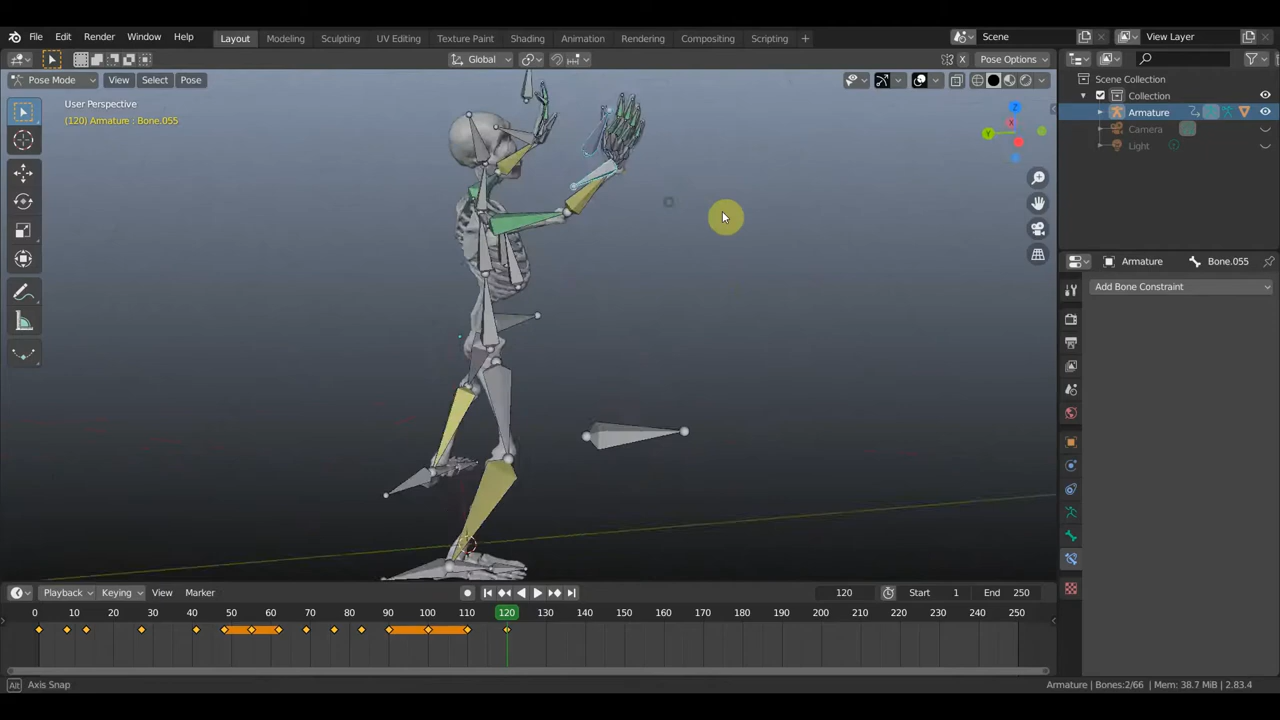 File Edit Render Window Help Layout Modeling Sculpting UV Editing Texture Paint Shading Animation Rendering Compositing Scripting + Scene View Layer
Global X Pose Options
Pose Mode View Select Pose
Scene Collection
User Perspective
(120) Armature : Bone.055
Collection
Armature
Camera
Light
Z
X
Y
Armature Bone.055
Add Bone Constraint
Playback Keying View Marker 120 Start 1 End 250
0 10 20 30 40 50 60 70 80 90 100 110 120 130 140 150 160 170 180 190 200 210 220 230 240 250
Alt Axis Snap Armature | Bones:2/66 | Mem: 38.7 MiB | 2.83.4